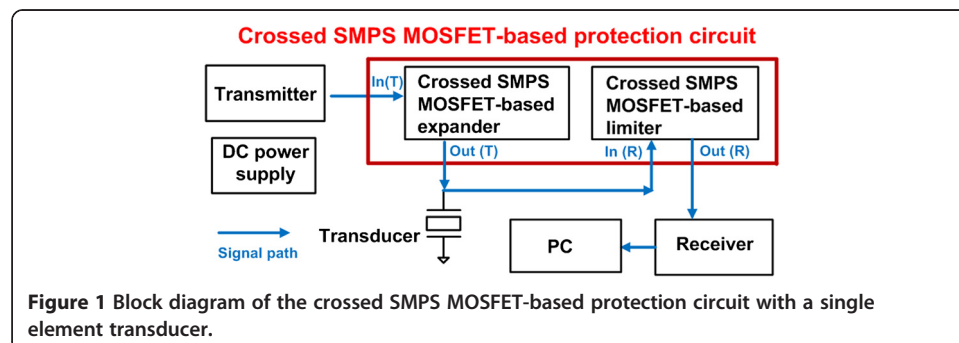 Crossed SMPS MOSFET-based protection circuit
Transmitter
In(T)
Crossed SMPS
MOSFET-based
expander
Crossed SMPS
MOSFET-based
limiter
Out (T)
In (R)
Out (R)
DC power
supply
Signal path
Transducer
PC
Receiver
Figure 1 Block diagram of the crossed SMPS MOSFET-based protection circuit with a single
element transducer.